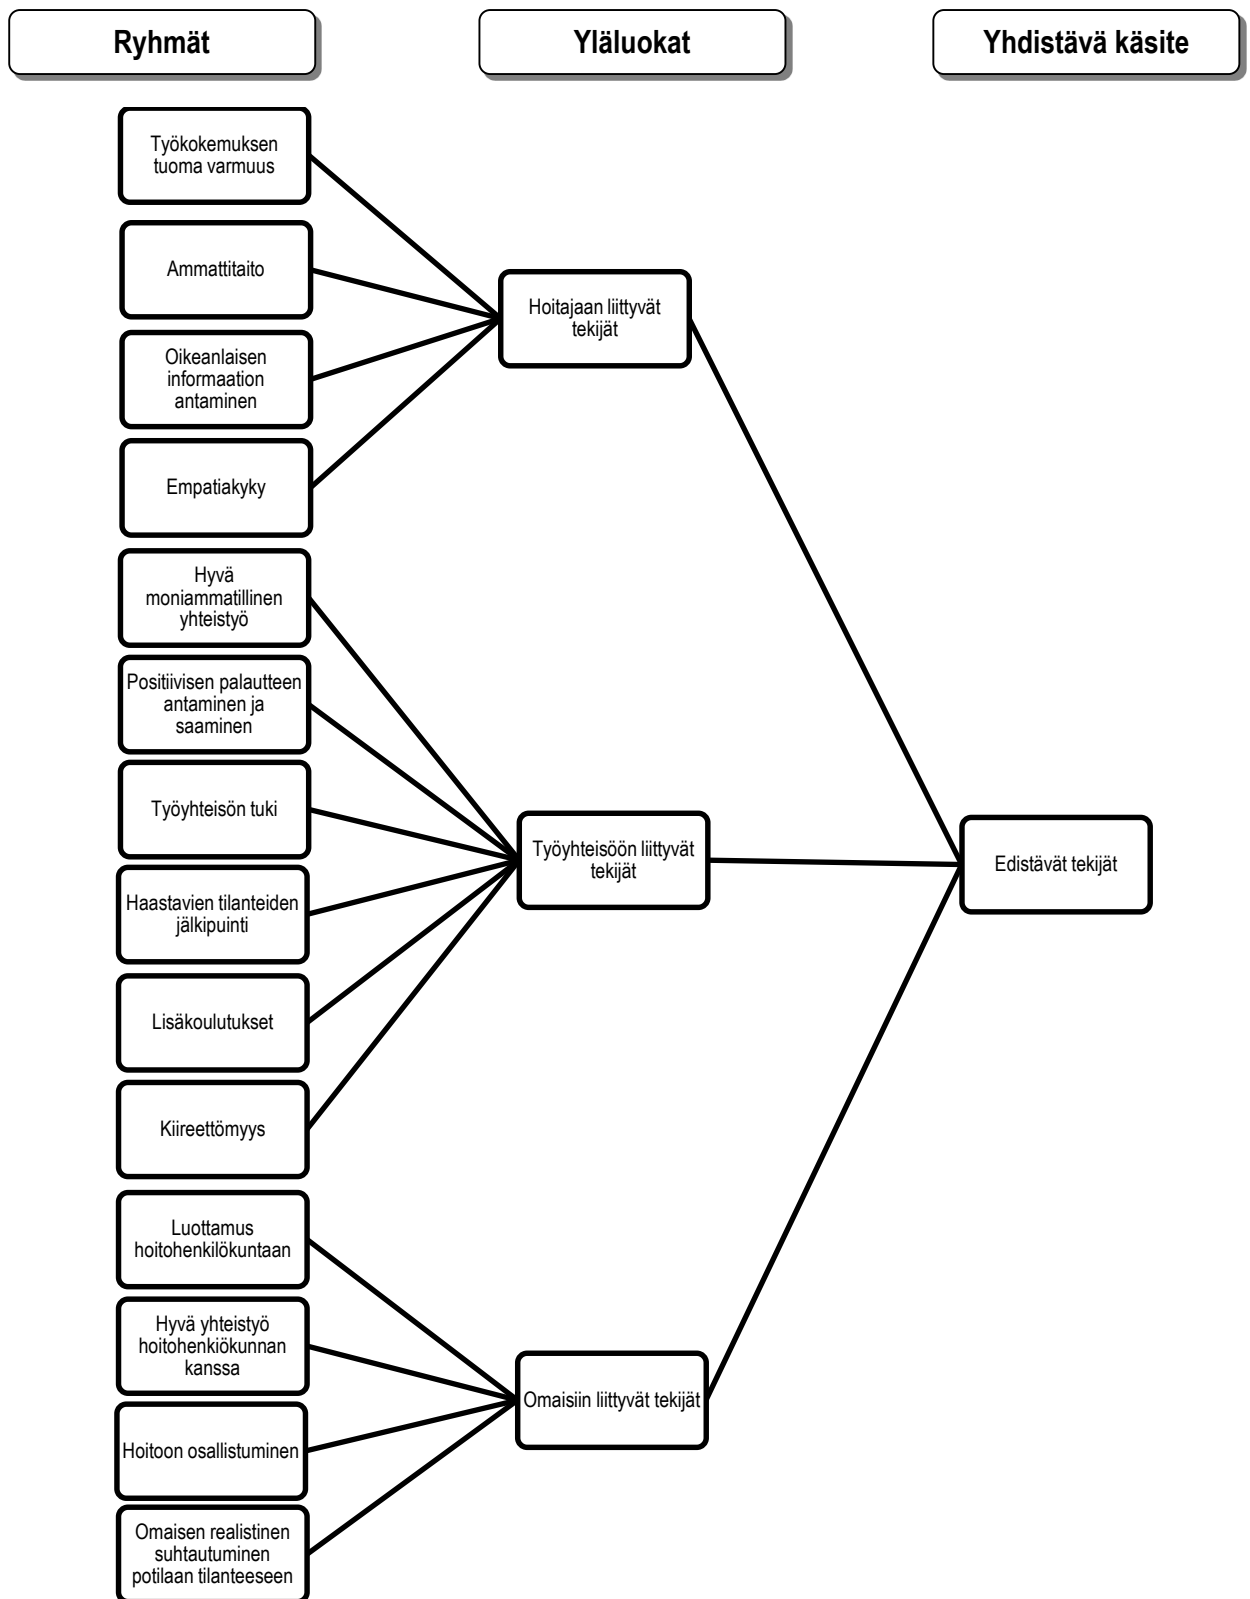 Ryhmät
Yläluokat
Yhdistävä käsite
Työkokemuksen
tuoma varmuus
Ammattitaito
Oikeanlaisen
informaation
antaminen
Empatiakyky
Hoitajaan liittyvät
tekijät
Hyvä
moniammatillinen
yhteistyö
Positiivisen palautteen
antaminen ja
saaminen
Työyhteisön tuki
Haastavien tilanteiden
jälkipuinti
Lisäkoulutukset
Kiireettömyys
Työyhteisöön liittyvät
tekijät
Edistävät tekijät
Luottamus
hoitohenkilökuntaan
Hyvä yhteistyö
hoitohenkiökunnan
kanssa
Hoitoon osallistuminen
Omaisen realistinen
suhtautuminen
potilaan tilanteeseen
Omaisiin liittyvät tekijät